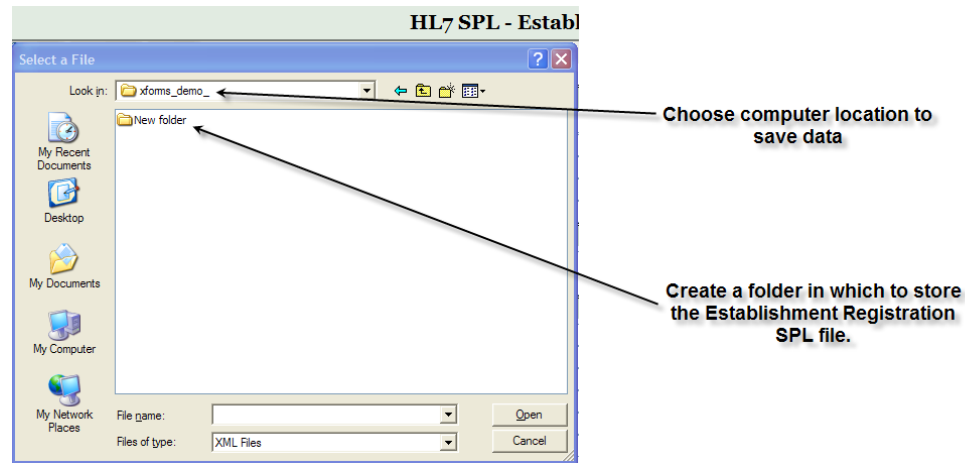 HL7 SPL - Establ
Select a File
Look in:
xfoms_demo_
New folder
My Recent
Documents
Desktop
My Documents
My Computer
My Network
Places
File name:
Open
Files of type:
XML Files
Cancel
Choose computer location to
save data
Create a folder in which to store
the Establishment Registration
SPL file.